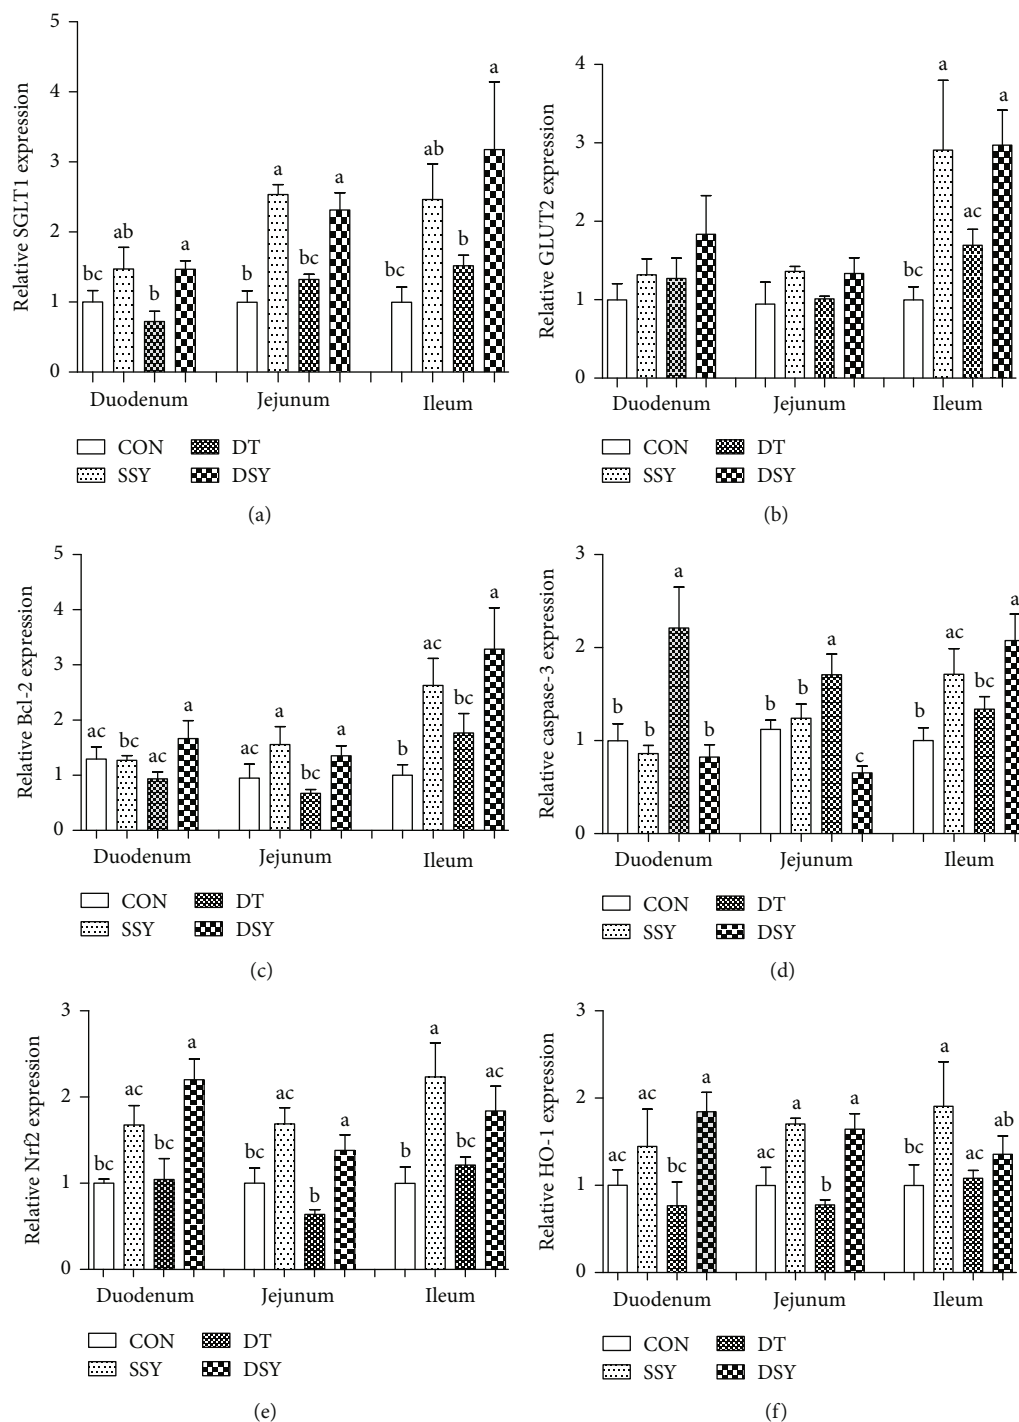 Relative SGLT1 expression
5
4
3
2
1
0
bc ab b a
b a bc a
bc ab b a
Duodenum Jejunum Ileum
CON DT
SSY DSY
(a)
Relative GLUT2 expression
4
3
2
1
0
bc a ac a
Duodenum Jejunum Ileum
CON DT
SSY DSY
(b)
Relative Bcl-2 expression
5
4
3
2
1
0
ac bc ac a
ac a bc a
b ac bc a
Duodenum Jejunum Ileum
CON DT
SSY DSY
(c)
Relative caspase-3 expression
3
2
1
0
b b a b
b b a c
b ac bc a
Duodenum Jejunum Ileum
CON DT
SSY DSY
(d)
Relative Nrf2 expression
3
2
1
0
bc ac bc a
bc ac b a
b a bc ac
Duodenum Jejunum Ileum
CON DT
SSY DSY
(e)
Relative HO-1 expression
3
2
1
0
ac ac bc a
ac a b a
bc a ac ab
Duodenum Jejunum Ileum
CON DT
SSY DSY
(f)